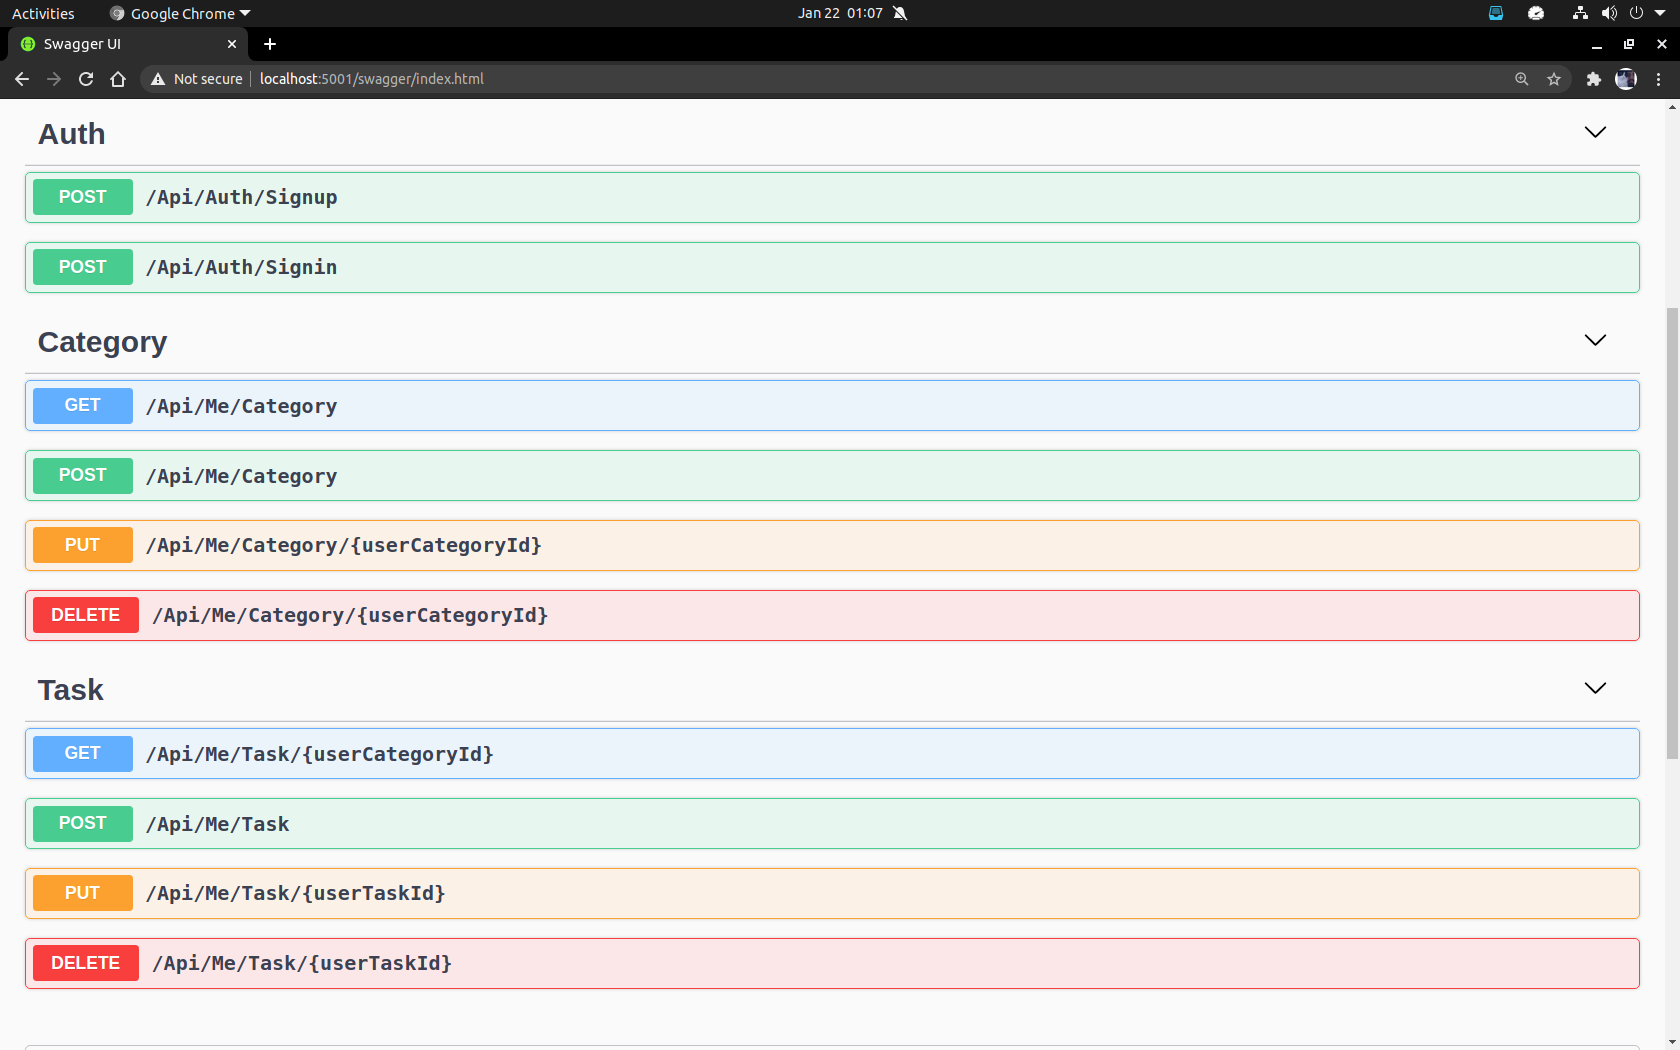 Activities Google Chrome Jan 22 01:07
Swagger UI
Not secure localhost:5001/swagger/index.html
Auth
POST /Api/Auth/Signup
POST /Api/Auth/Signin
Category
GET /Api/Me/Category
POST /Api/Me/Category
PUT /Api/Me/Category/{userCategoryId}
DELETE /Api/Me/Category/{userCategoryId}
Task
GET /Api/Me/Task/{userCategoryId}
POST /Api/Me/Task
PUT /Api/Me/Task/{userTaskId}
DELETE /Api/Me/Task/{userTaskId}